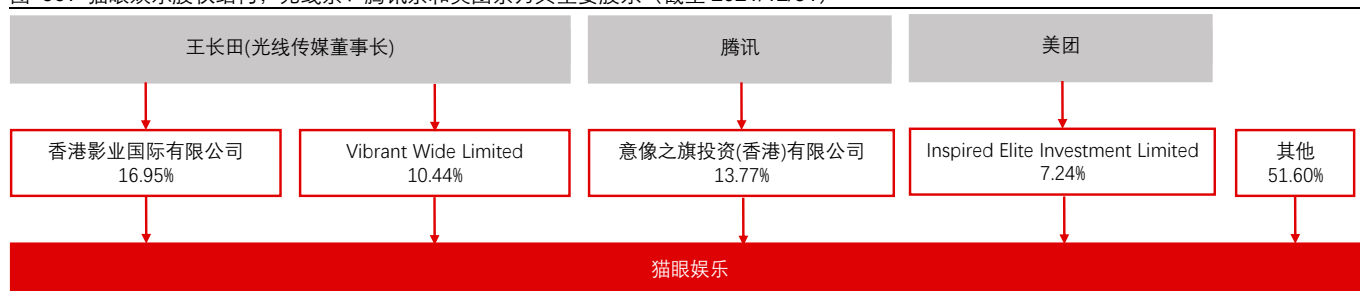 王长田(光线传媒董事长)
腾讯
美团
香港影业国际有限公司
16.95%
Vibrant Wide Limited
10.44%
意像之旗投资(香港)有限公司
13.77%
Inspired Elite Investment Limited
7.24%
其他
51.60%
猫眼娱乐